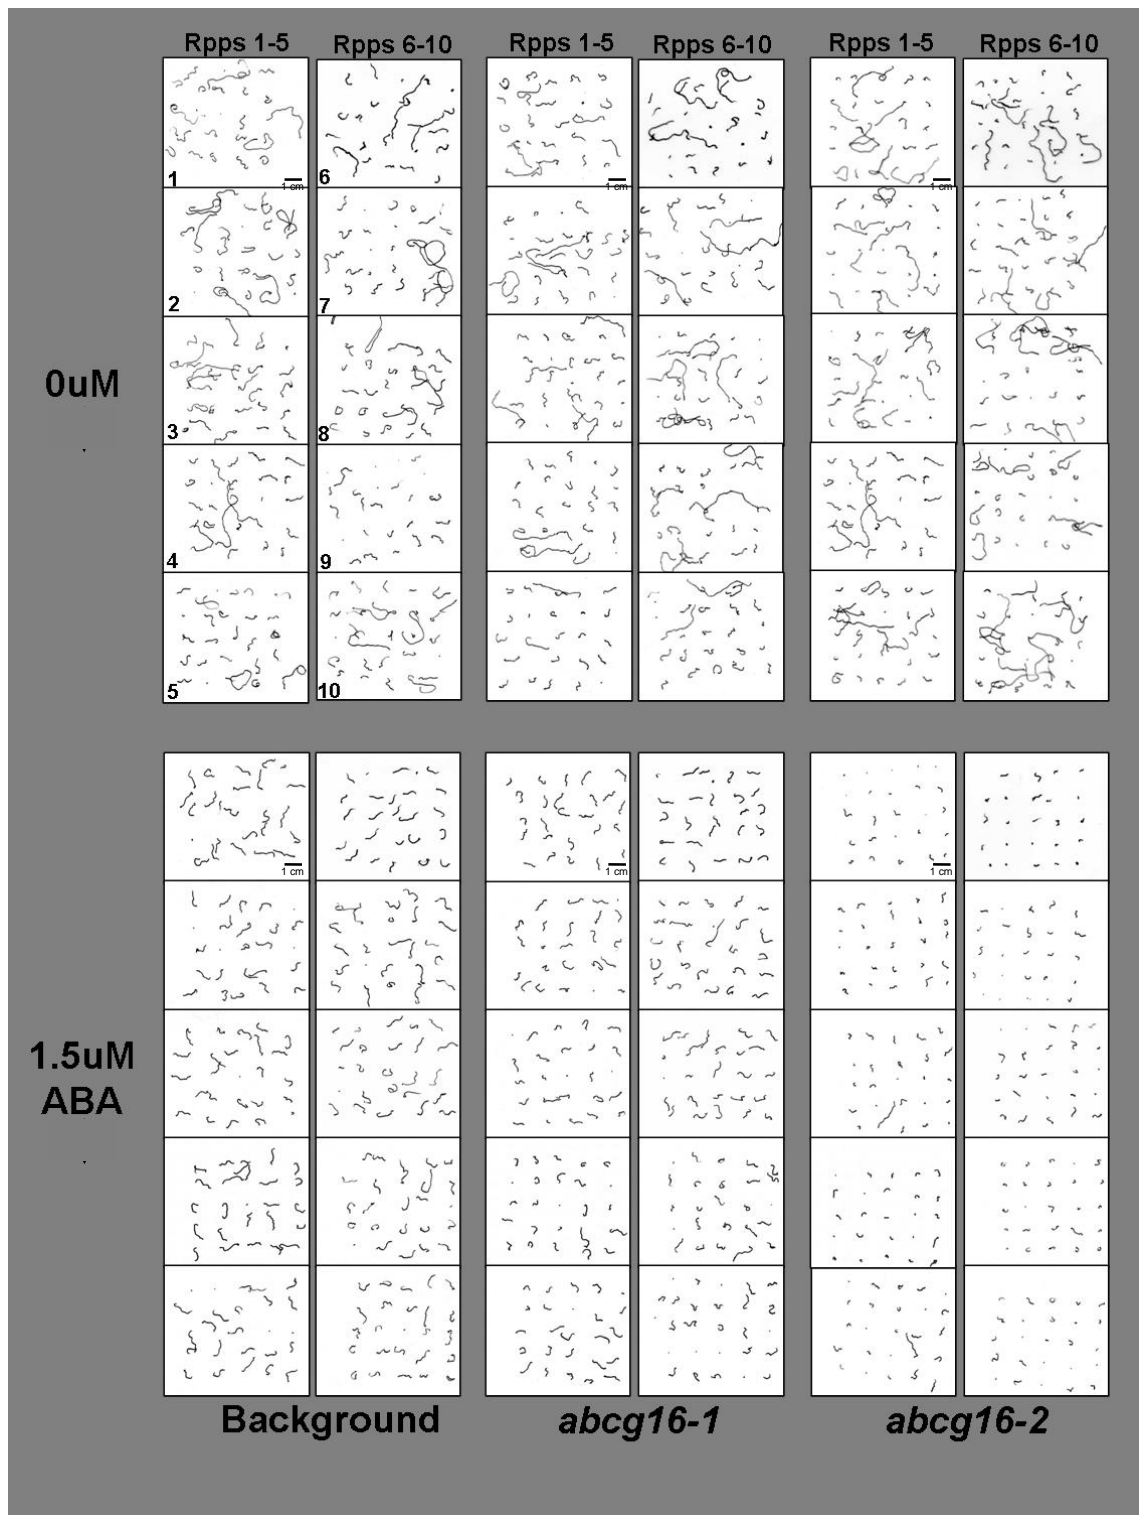 Rpps 1-5 Rpps 6-10 Rpps 1-5 Rpps 6-10 Rpps 1-5 Rpps 6-10
1 1 cm 6 1 cm 1 cm
2 7
0uM
3 8
4 9
5 10
1 cm 1 cm 1 cm
1.5uM
ABA
Background abcg16-1 abcg16-2